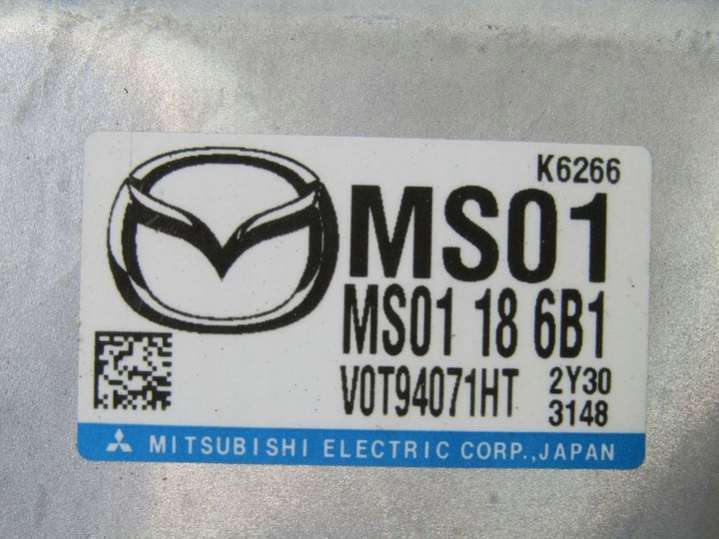 K6266
MS01
MS01 18 6B1
V0T94071HT 2Y30
3148
MITSUBISHI ELECTRIC CORP.,JAPAN